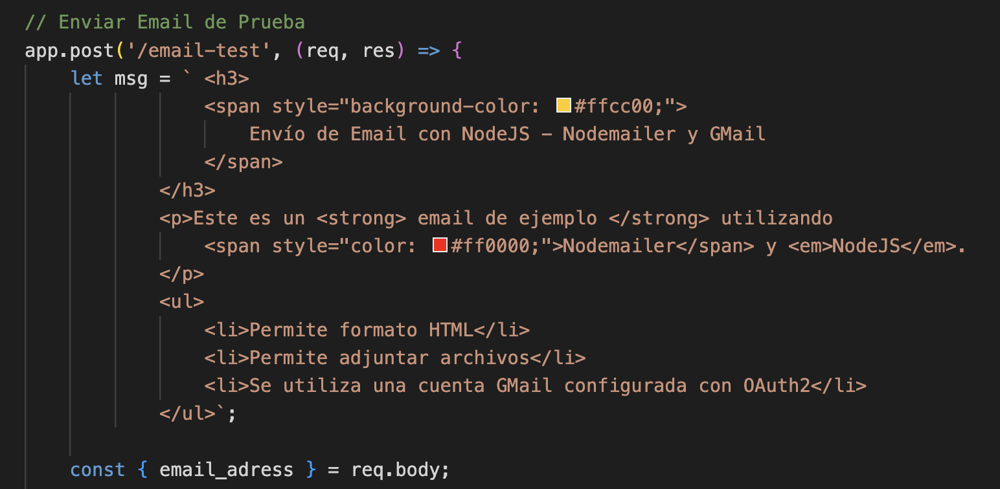 // Enviar Email de Prueba
app.post('/email-test', (req, res) => {
let msg = ` <h3>
<span style="background-color: #ffcc00;">
Envío de Email con NodeJS - Nodemailer y GMail
</span>
</h3>
<p>Este es un <strong> email de ejemplo </strong> utilizando
<span style="color: #ff0000;">Nodemailer</span> y <em>NodeJS</em>.
</p>
<ul>
<li>Permite formato HTML</li>
<li>Permite adjuntar archivos</li>
<li>Se utiliza una cuenta GMail configurada con OAuth2</li>
</ul>`;
const { email_adress } = req.body;